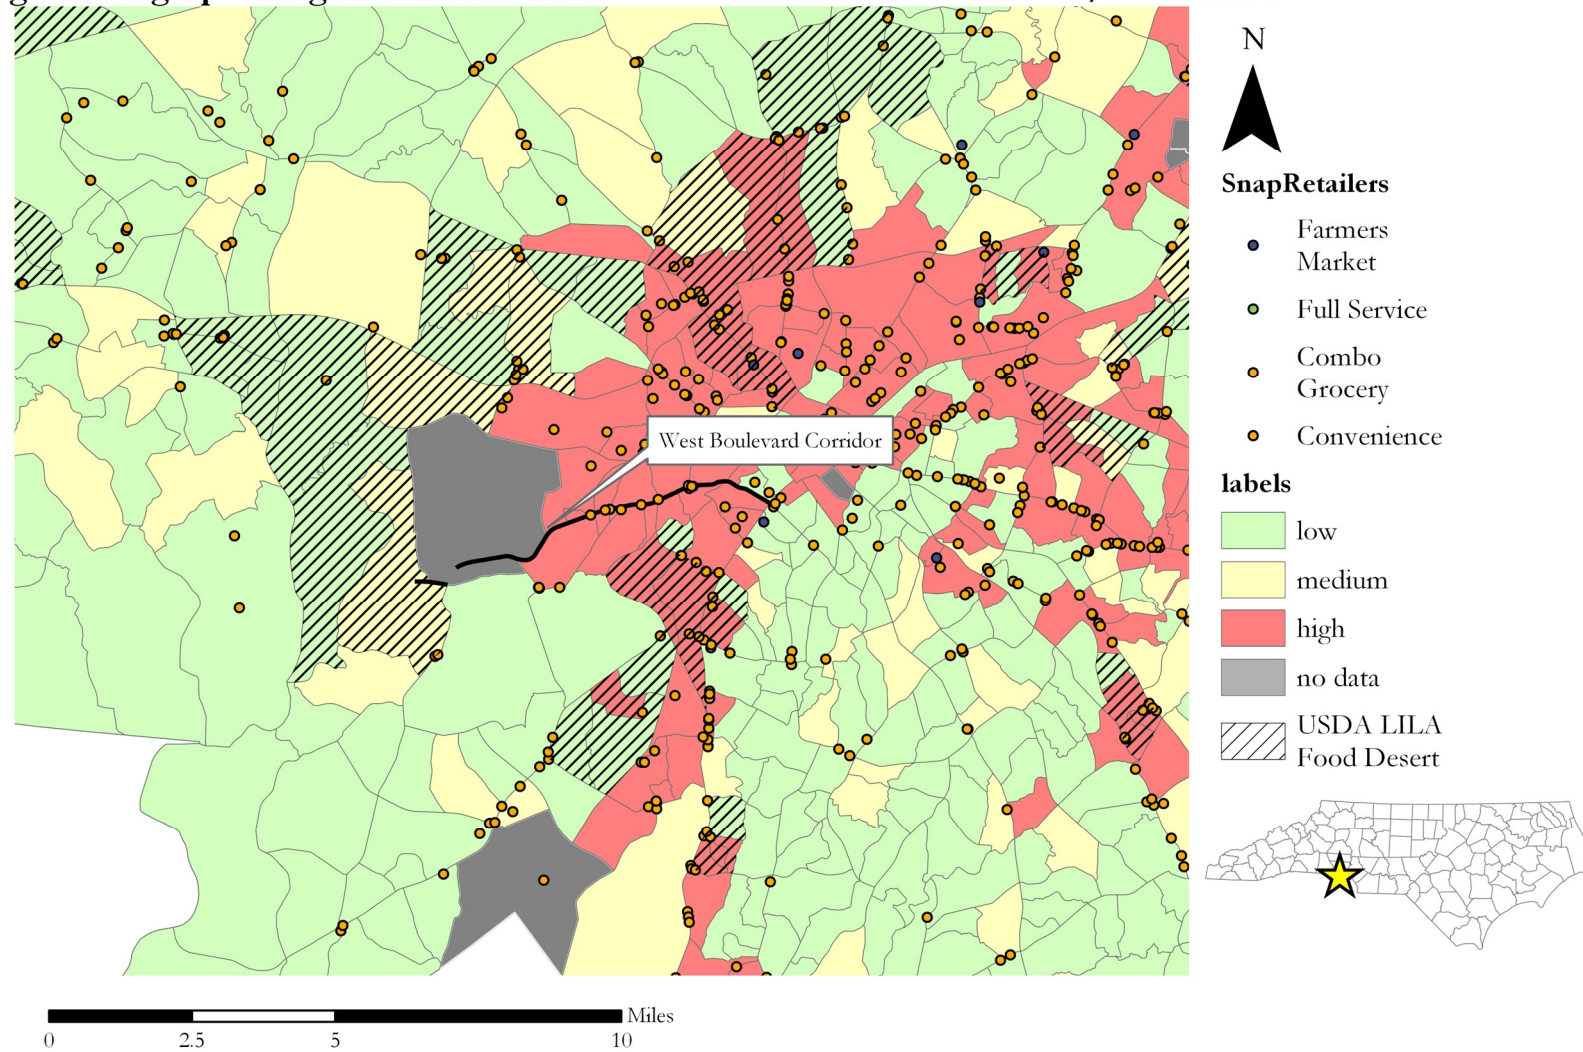 West Boulevard Corridor
N
SnapRetailers
Farmers
Market
Full Service
Combo
Grocery
Convenience
labels
low
medium
high
no data
USDA LILA
Food Desert
Miles
0
2.5
5
10